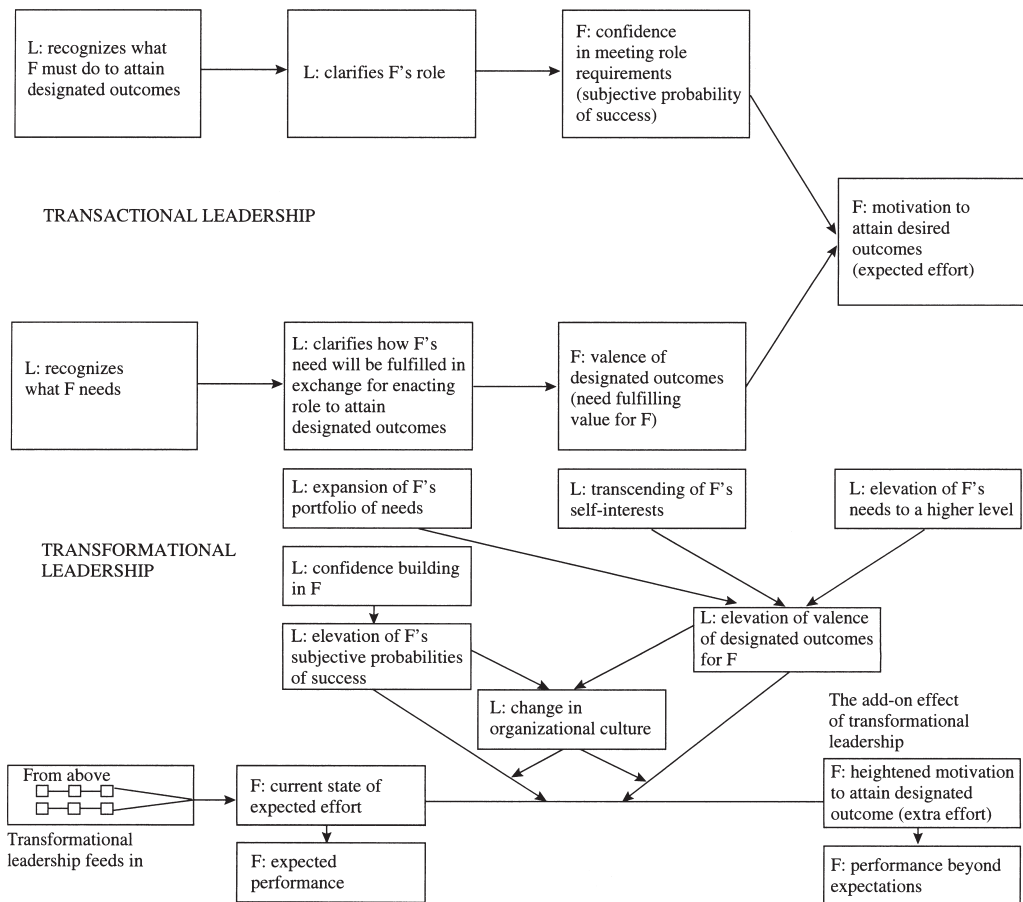 L: recognizes what
F must do to attain
designated outcomes
L: clarifies F's role
F: confidence
in meeting role
requirements
(subjective probability
of success)
TRANSACTIONAL LEADERSHIP
F: motivation to
attain desired
outcomes
(expected effort)
L: recognizes
what F needs
L: clarifies how F's
need will be fulfilled in
exchange for enacting
role to attain
designated outcomes
F: valence of
designated outcomes
(need fulfilling
value for F)
L: expansion of F's
portfolio of needs
L: transcending of F's
self-interests
L: elevation of F's
needs to a higher level
TRANSFORMATIONAL
LEADERSHIP
L: confidence building
in F
L: elevation of F's
subjective probabilities
of success
L: elevation of valence
of designated outcomes
for F
L: change in
organizational culture
The add-on effect
of transformational
leadership
From above
Transformational
leadership feeds in
F: current state of
expected effort
F: heightened motivation
to attain designated
outcome (extra effort)
F: expected
performance
F: performance beyond
expectations